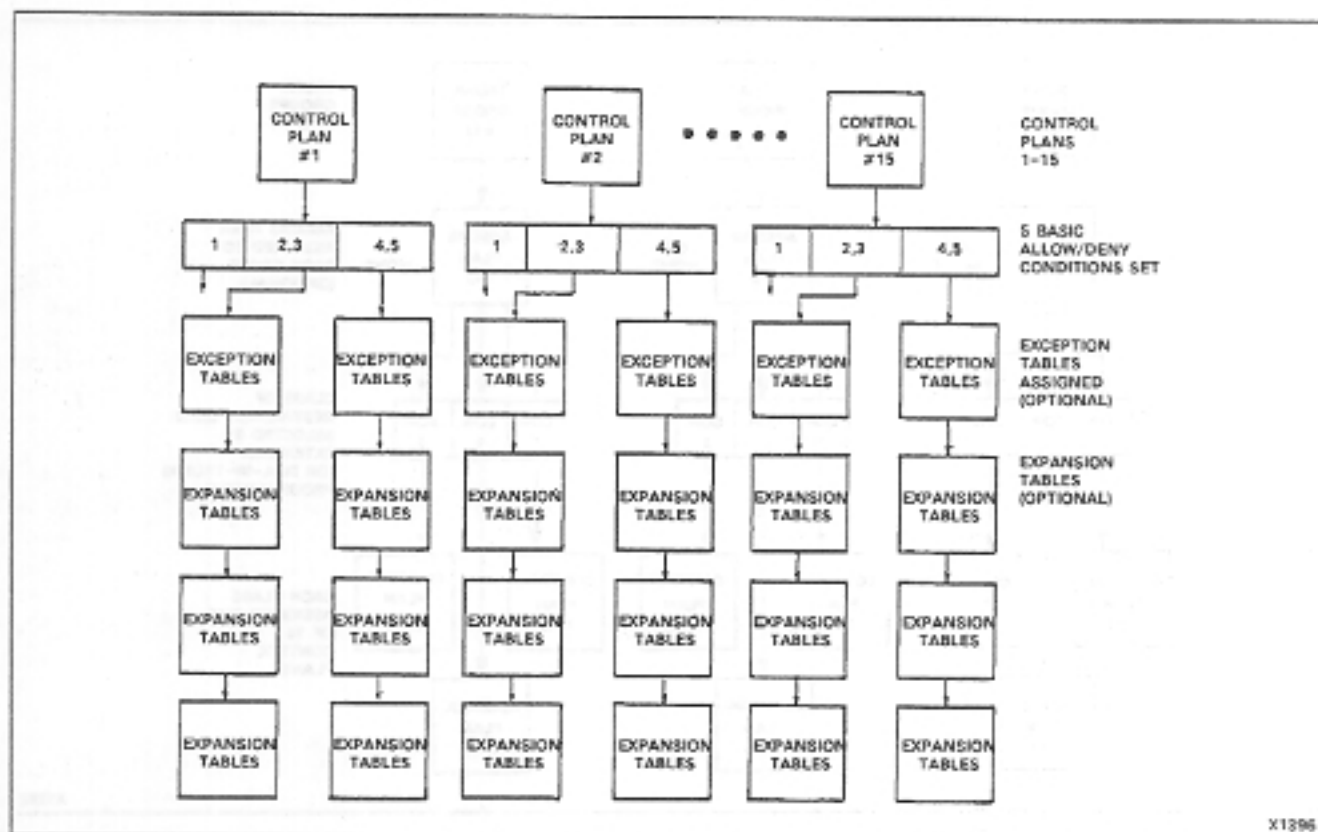 CONTROL
PLAN
#1
CONTROL
PLAN
#2
CONTROL
PLAN
#15
CONTROL
PLANS
1-15
1 2,3 4,5
1 2,3 4,5
1 2,3 4,5
5 BASIC
ALLOW/DENY
CONDITIONS SET
EXCEPTION
TABLES
EXCEPTION
TABLES
EXCEPTION
TABLES
EXCEPTION
TABLES
EXCEPTION
TABLES
EXCEPTION
TABLES
EXCEPTION
TABLES
ASSIGNED
(OPTIONAL)
EXPANSION
TABLES
EXPANSION
TABLES
EXPANSION
TABLES
EXPANSION
TABLES
EXPANSION
TABLES
EXPANSION
TABLES
EXPANSION
TABLES
(OPTIONAL)
EXPANSION
TABLES
EXPANSION
TABLES
EXPANSION
TABLES
EXPANSION
TABLES
EXPANSION
TABLES
EXPANSION
TABLES
EXPANSION
TABLES
EXPANSION
TABLES
EXPANSION
TABLES
EXPANSION
TABLES
EXPANSION
TABLES
EXPANSION
TABLES
X1396